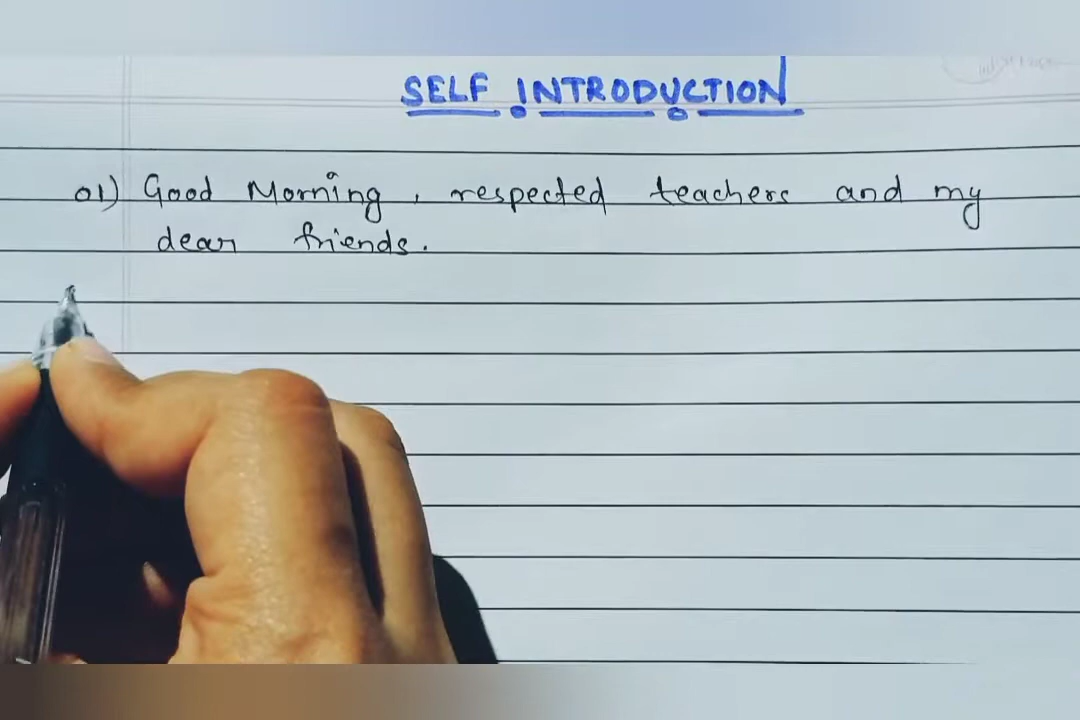 SELF INTRODUCTION
01) Good Morning, respected teachers and my
dear friends.